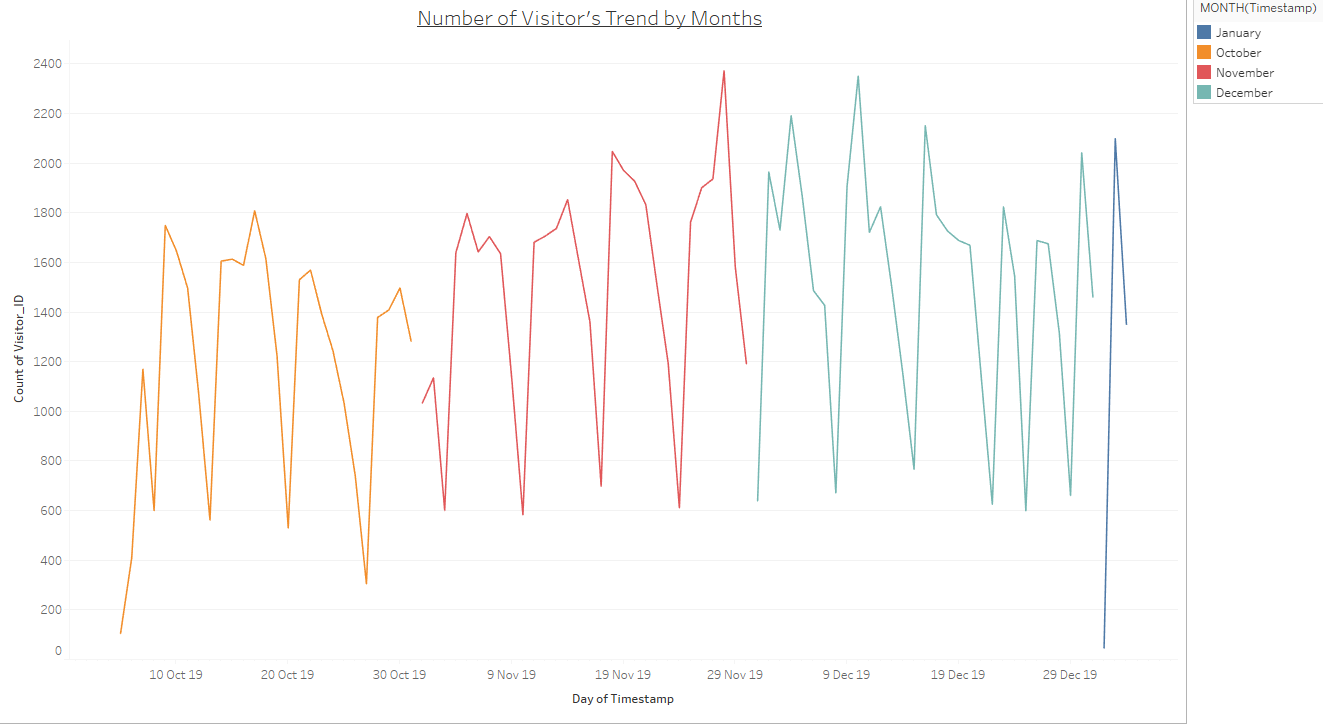 Number of Visitor's Trend by Months
MONTH(Timestamp)
January
October
November
December
Count of Visitor_ID
2400
2200
2000
1800
1600
1400
1200
1000
800
600
400
200
0
10 Oct 19
20 Oct 19
30 Oct 19
9 Nov 19
19 Nov 19
29 Nov 19
9 Dec 19
19 Dec 19
29 Dec 19
Day of Timestamp